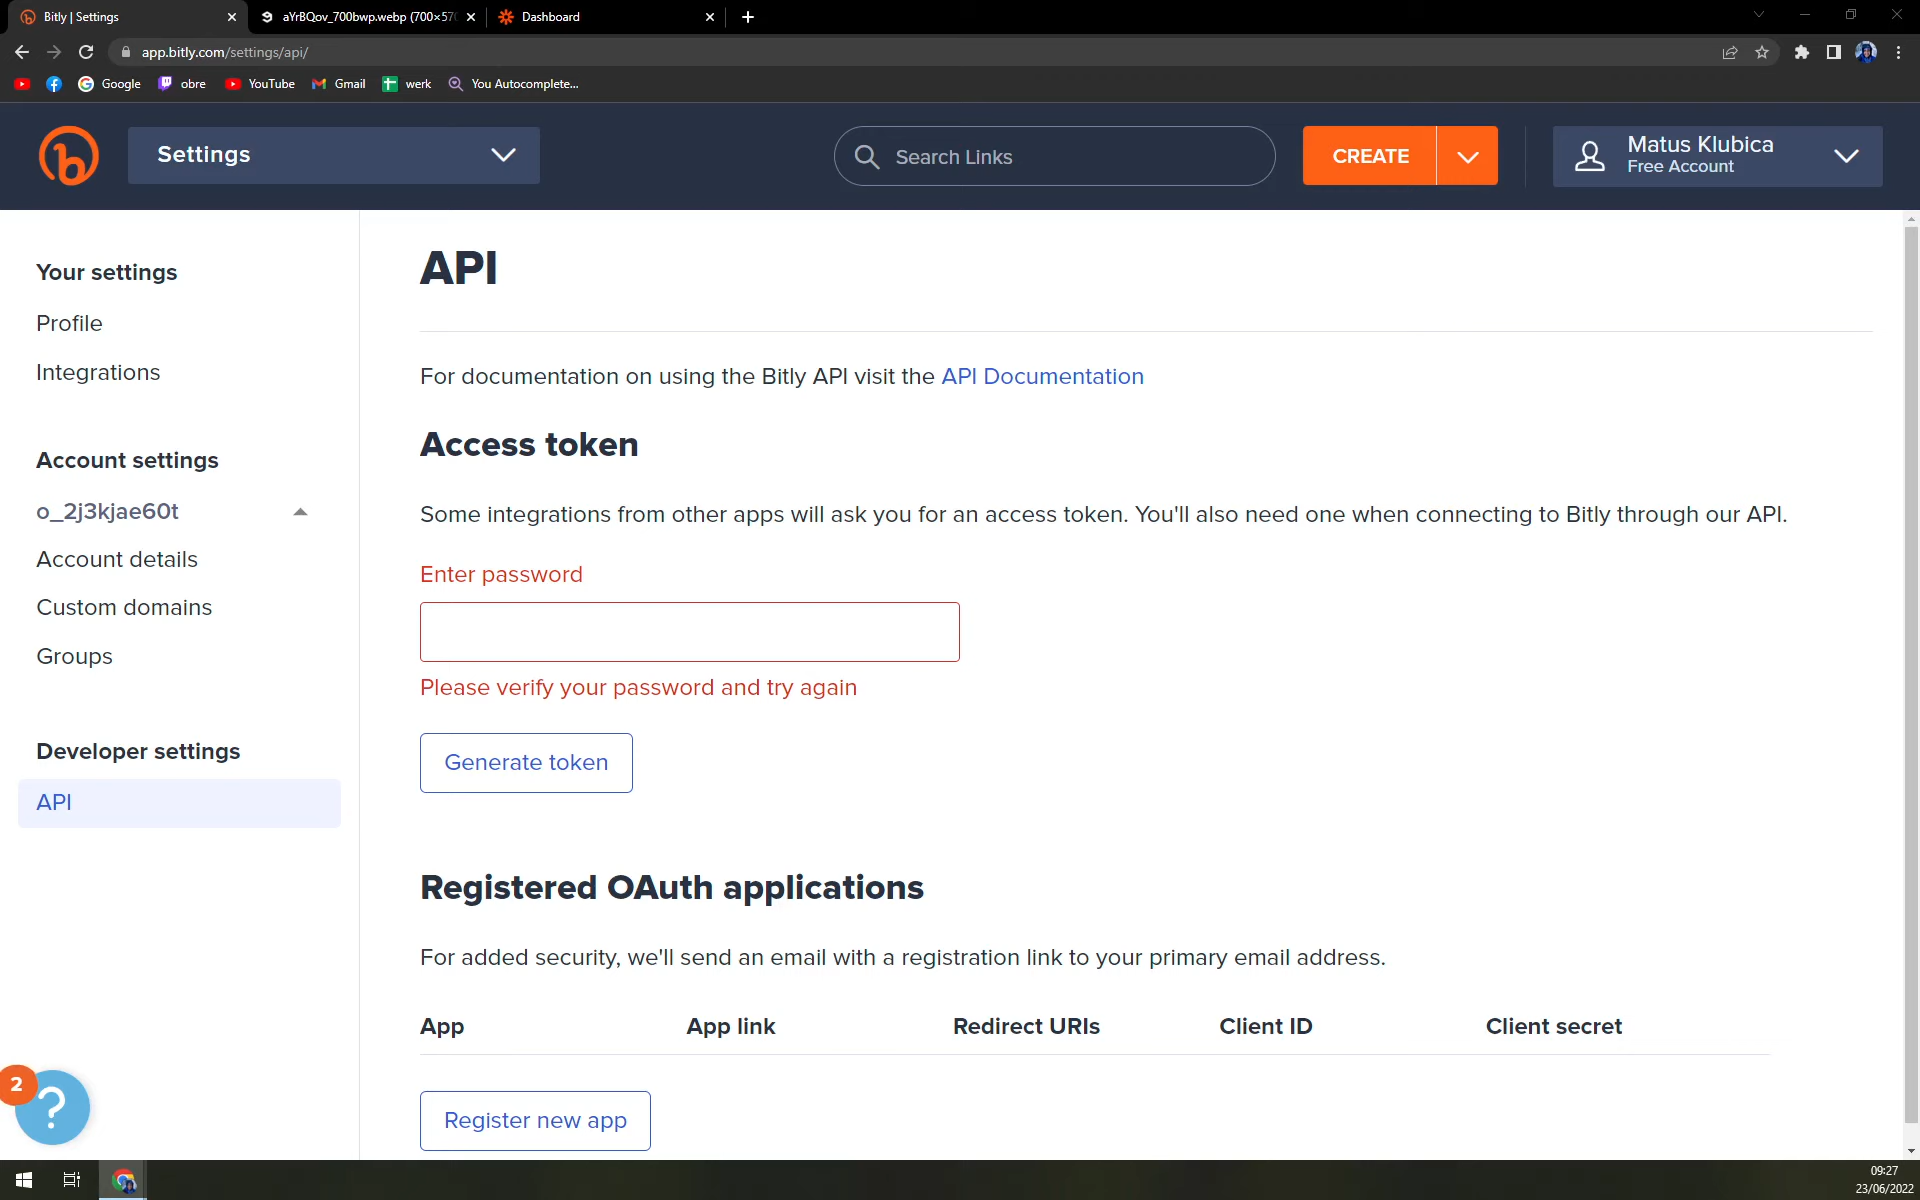 Bitly | Settings
aYrBQov_700bwp.webp (700×57
Dashboard
app.bitly.com/settings/api/
Google
obre
YouTube
Gmail
werk
You Autocomplete...
Settings
Search Links
CREATE
Matus Klubica
Free Account
Your settings
Profile
Integrations
Account settings
o_2j3kjae60t
Account details
Custom domains
Groups
Developer settings
API
API
For documentation on using the Bitly API visit the API Documentation
Access token
Some integrations from other apps will ask you for an access token. You'll also need one when connecting to Bitly through our API.
Enter password
Please verify your password and try again
Generate token
Registered OAuth applications
For added security, we'll send an email with a registration link to your primary email address.
App App link Redirect URIs Client ID Client secret
Register new app
2
?
09:27
23/06/2022